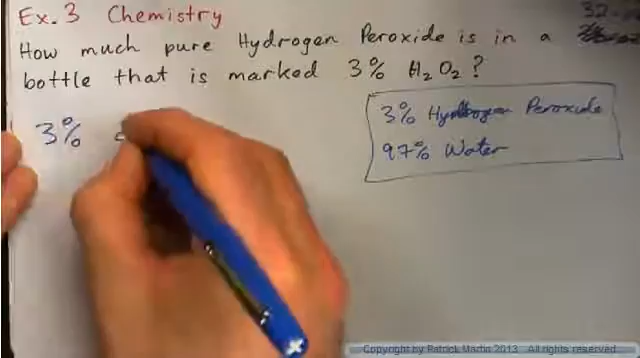 Ex. 3 Chemistry
32
How much pure Hydrogen Peroxide is in a
bottle that is marked 3% H₂O₂?
3% Hydrogen Peroxide
97% Water
3%
Copyright by Patrick Martin 2013 All rights reserved